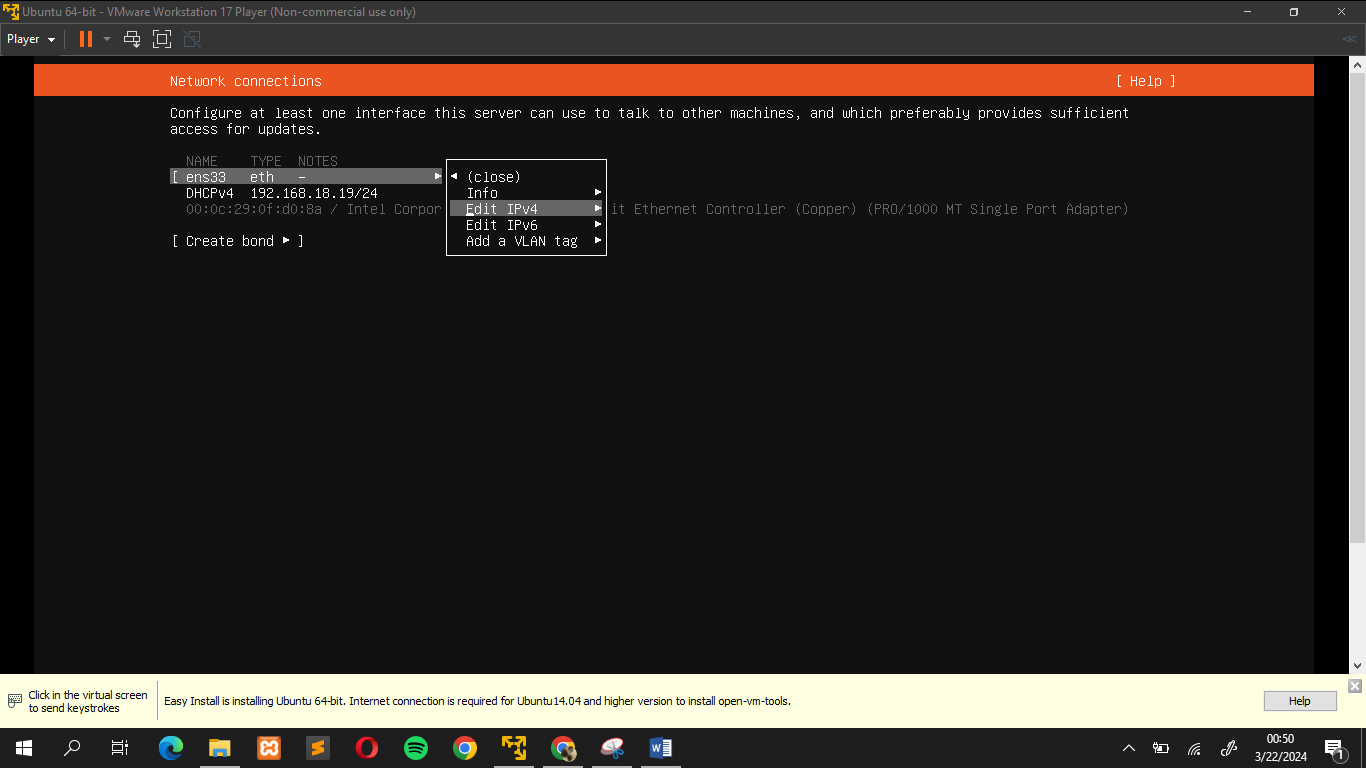 Ubuntu 64-bit - VMware Workstation 17 Player (Non-commercial use only)
Player
Network connections [ Help ]
Configure at least one interface this server can use to talk to other machines, and which preferably provides sufficient
access for updates.
NAME TYPE NOTES
[ ens33 eth –
(close)
DHCPv4 192.168.18.19/24
Info
00:0c:29:0f:d0:8a / Intel Corpor
Edit IPv4
it Ethernet Controller (Copper) (PRO/1000 MT Single Port Adapter)
Edit IPv6
[ Create bond ]
Add a VLAN tag
Click in the virtual screen
to send keystrokes
Easy Install is installing Ubuntu 64-bit. Internet connection is required for Ubuntu14.04 and higher version to install open-vm-tools.
Help
00:50
3/22/2024
1